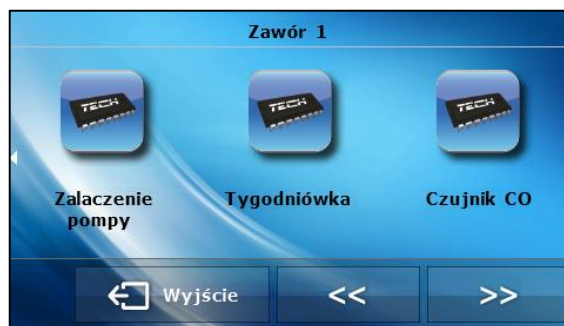 Zawór 1
TECH TECH TECH
Zalaczenie Tygodniówka Czujnik CO
pompy
Wyjście << >>